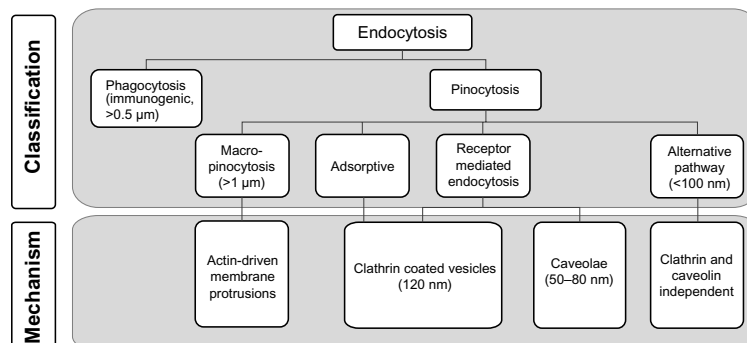 Classification
Endocytosis
Phagocytosis
(immunogenic,
>0.5 µm)
Pinocytosis
Macro-
pinocytosis
(>1 µm)
Adsorptive
Receptor
mediated
endocytosis
Alternative
pathway
(<100 nm)
Mechanism
Actin-driven
membrane
protrusions
Clathrin coated vesicles
(120 nm)
Caveolae
(50–80 nm)
Clathrin and
caveolin
independent